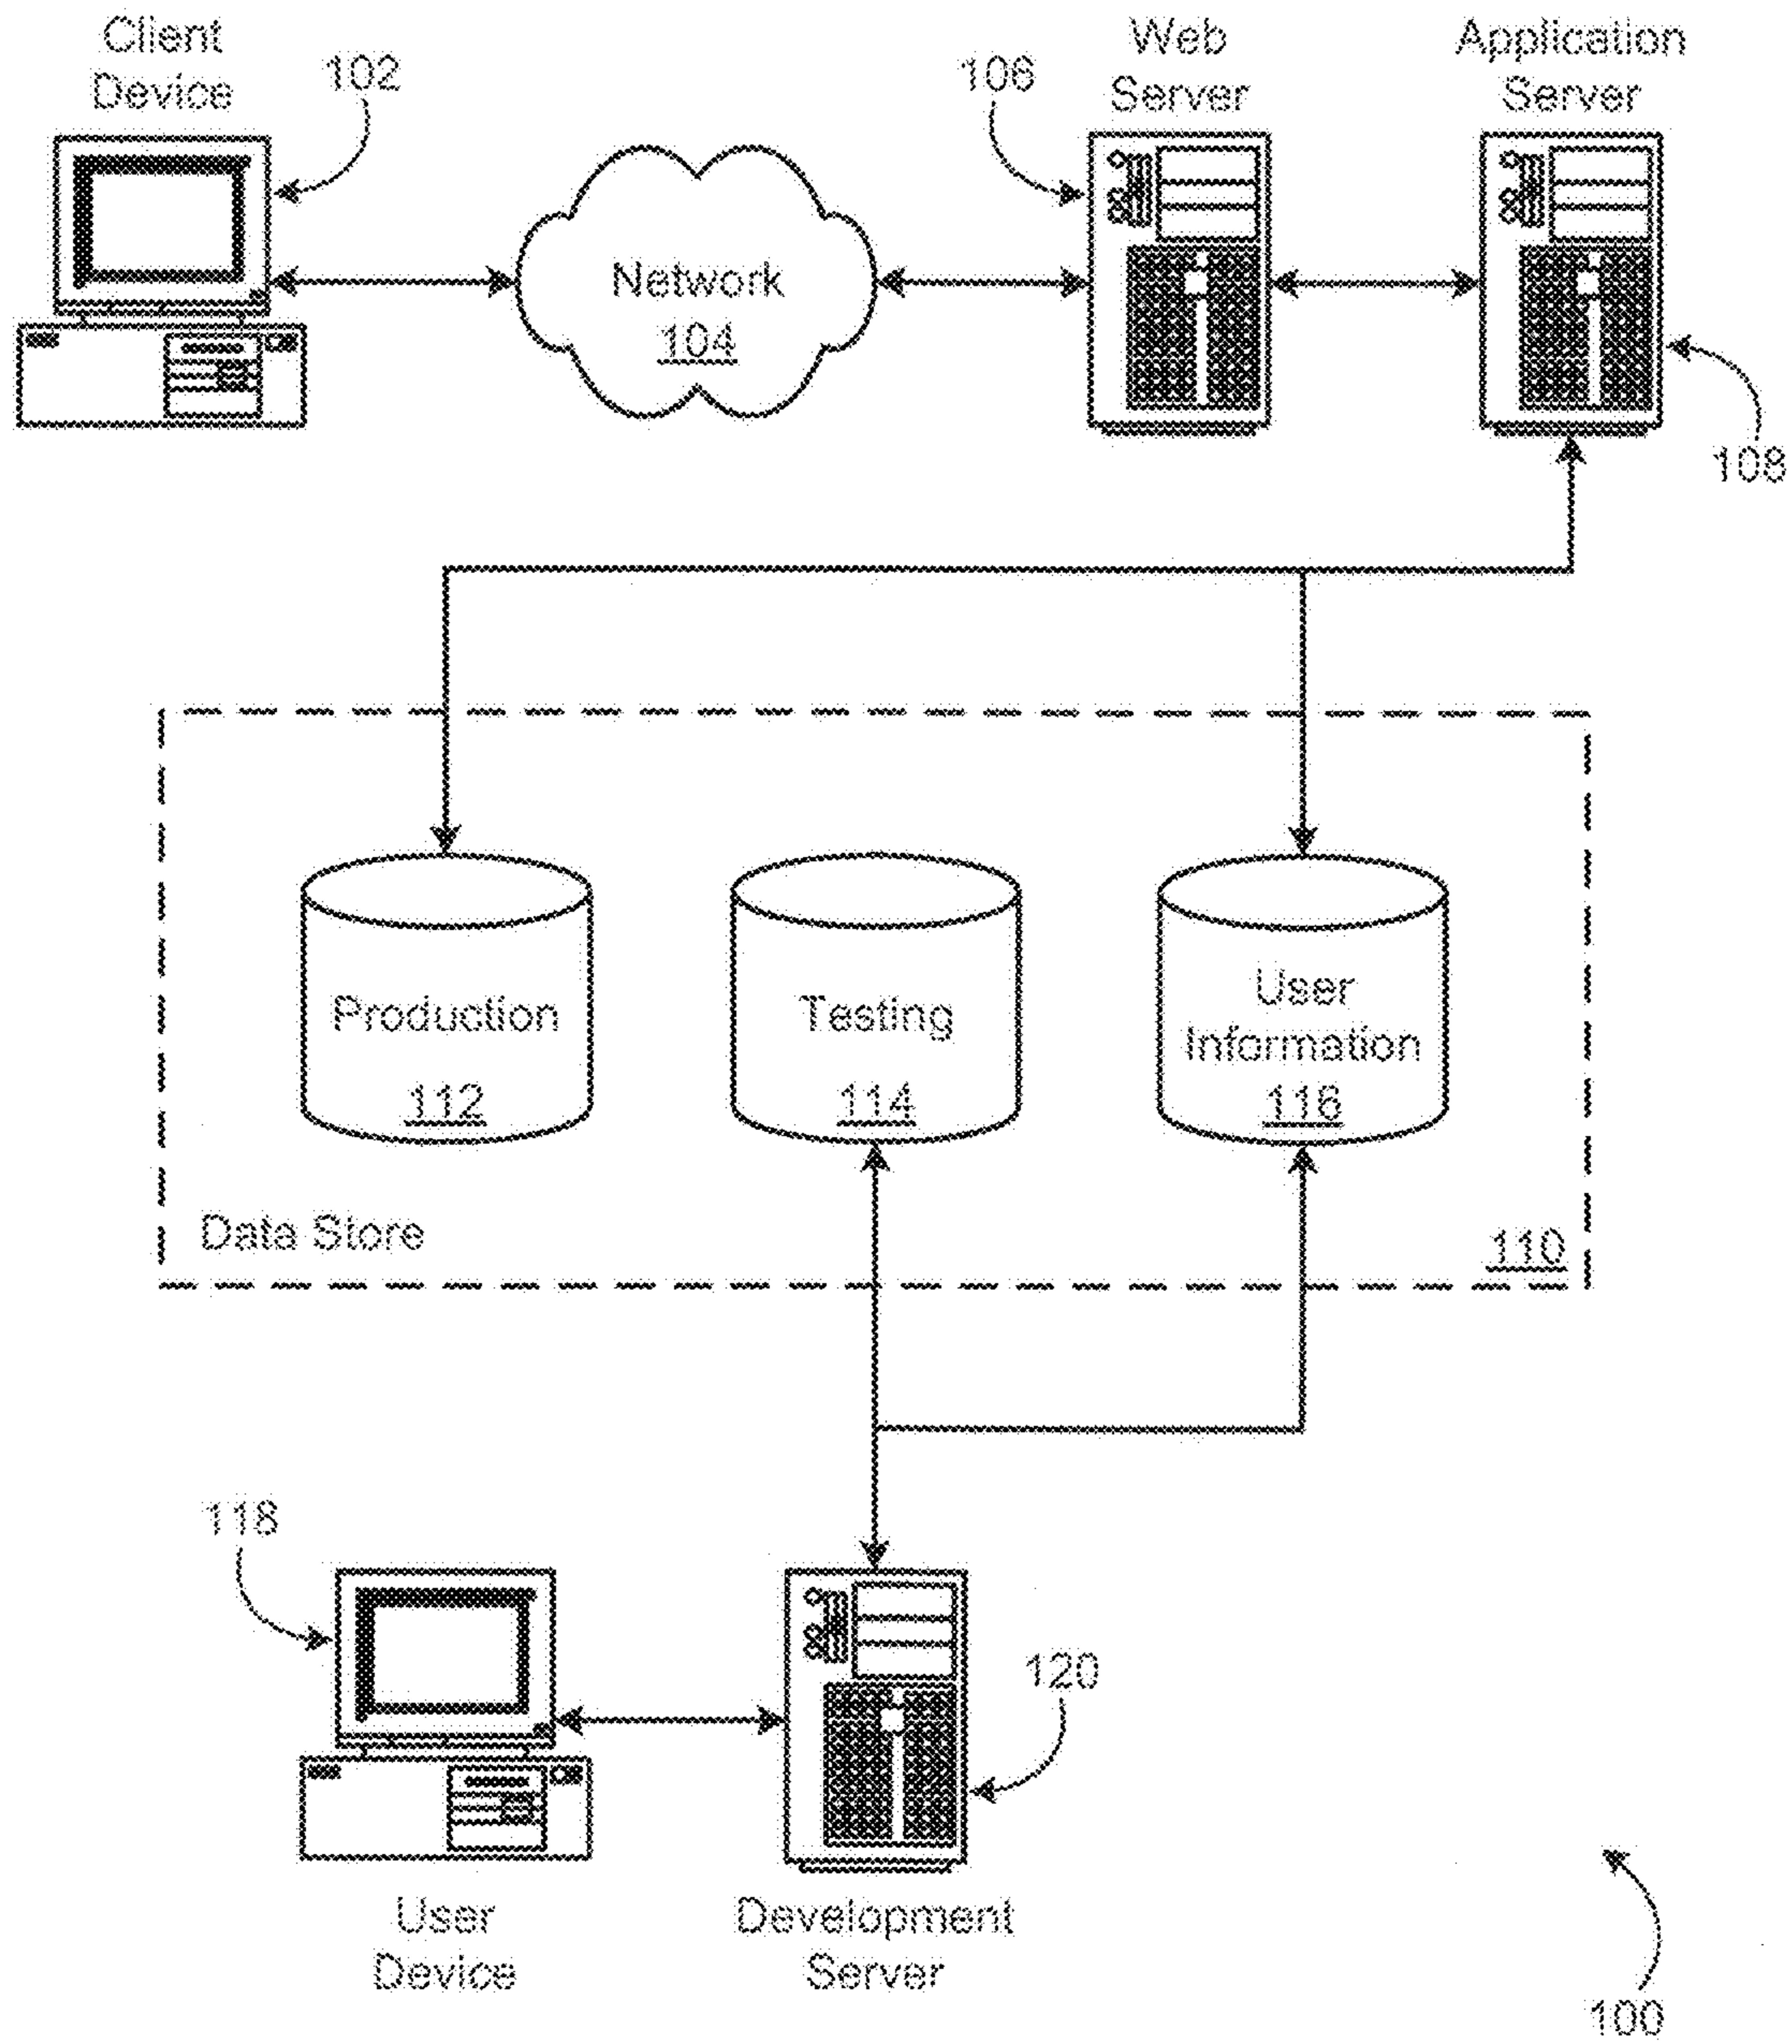 Client
Device
102
106
Web
Server
Application
Server
Network
104
108
Production
112
Testing
114
User
Information
116
Data Store
110
118
120
User
Device
Development
Server
100